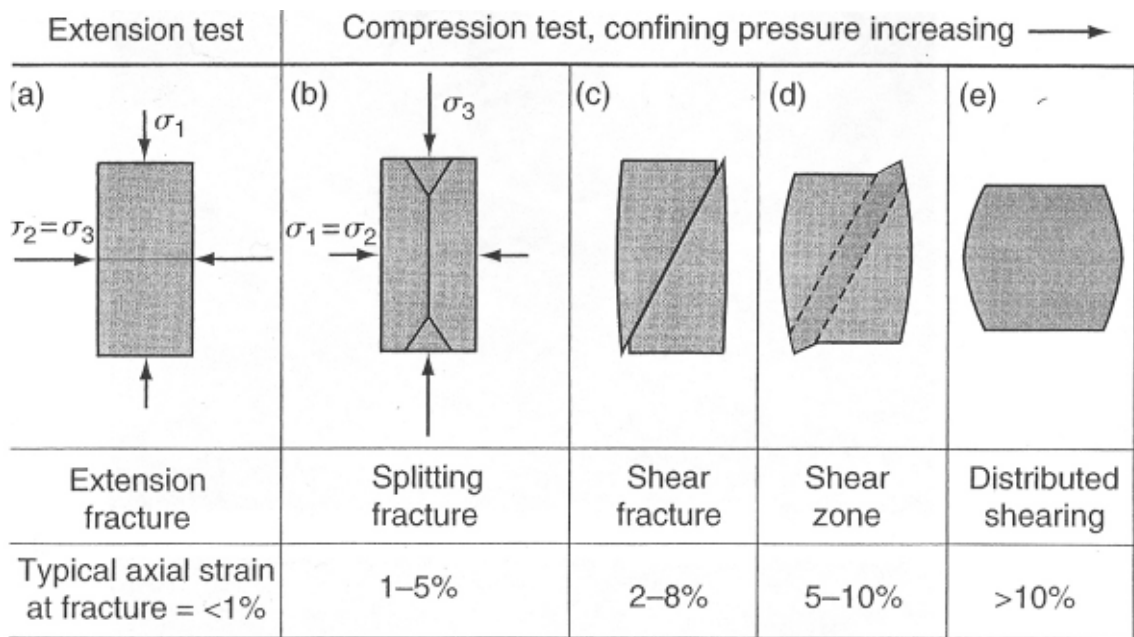 Extension test
Compression test, confining pressure increasing
(a)
(b)
(c)
(d)
(e)
σ1
σ3
σ2=σ3
σ1=σ2
Extension
fracture
Splitting
fracture
Shear
fracture
Shear
zone
Distributed
shearing
Typical axial strain
at fracture = <1%
1–5%
2–8%
5–10%
>10%